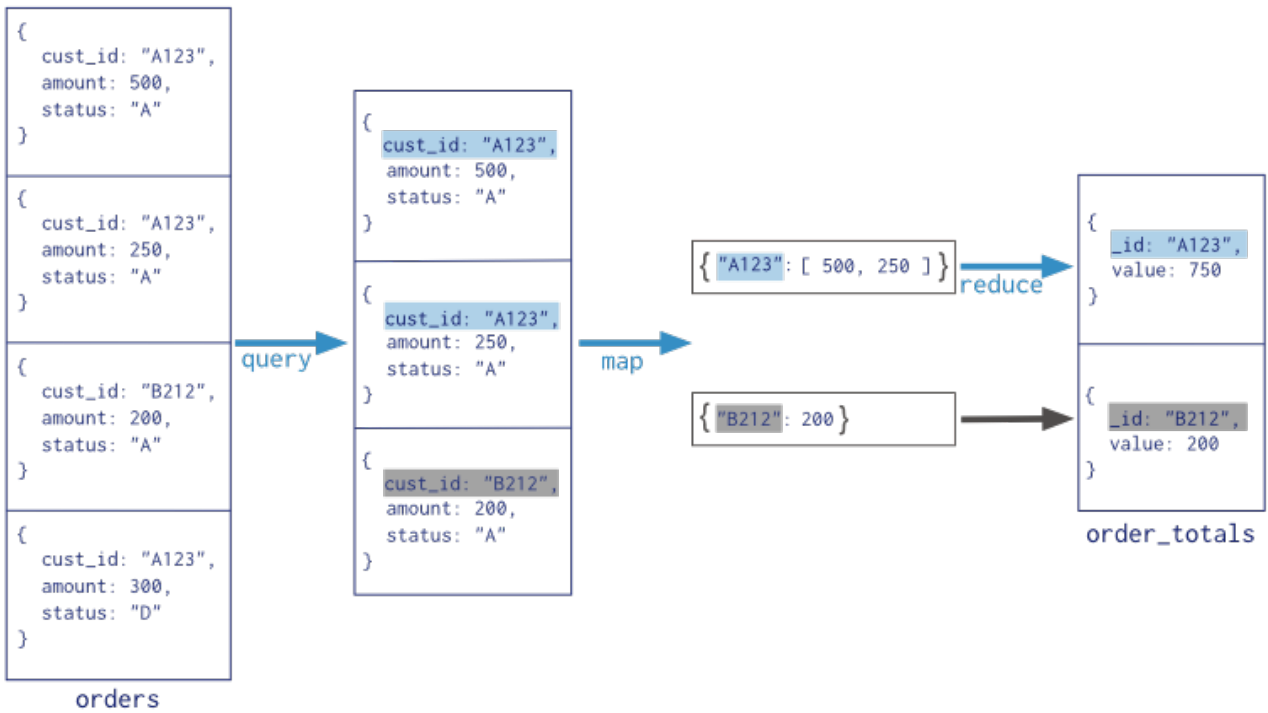 {
cust_id: "A123",
amount: 500,
status: "A"
}
{
cust_id: "A123",
amount: 250,
status: "A"
}
{
cust_id: "B212",
amount: 200,
status: "A"
}
{
cust_id: "A123",
amount: 300,
status: "D"
}
orders
query
{
cust_id: "A123",
amount: 500,
status: "A"
}
{
cust_id: "A123",
amount: 250,
status: "A"
}
{
cust_id: "B212",
amount: 200,
status: "A"
}
map
{"A123": [ 500, 250 ]}
{"B212": 200}
reduce
{
_id: "A123",
value: 750
}
{
_id: "B212",
value: 200
}
order_totals